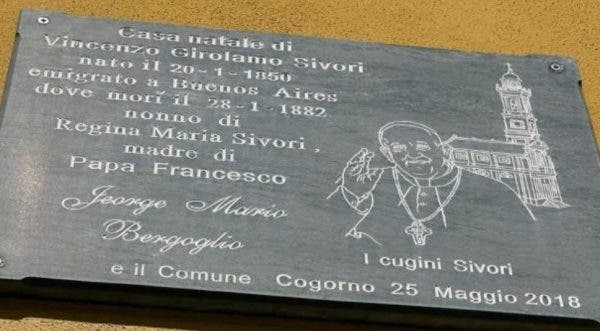 Casa natale di
Vincenzo Girolamo Sivori
nato il 20-1-1850
emigrato a Buenos Aires
dove morì il 28-1-1882
nonno di
Regina Maria Sivori,
madre di
Papa Francesco
Jeorge Mario
Bergoglio
I cugini Sivori
e il Comune Cogorno 25 Maggio 2018